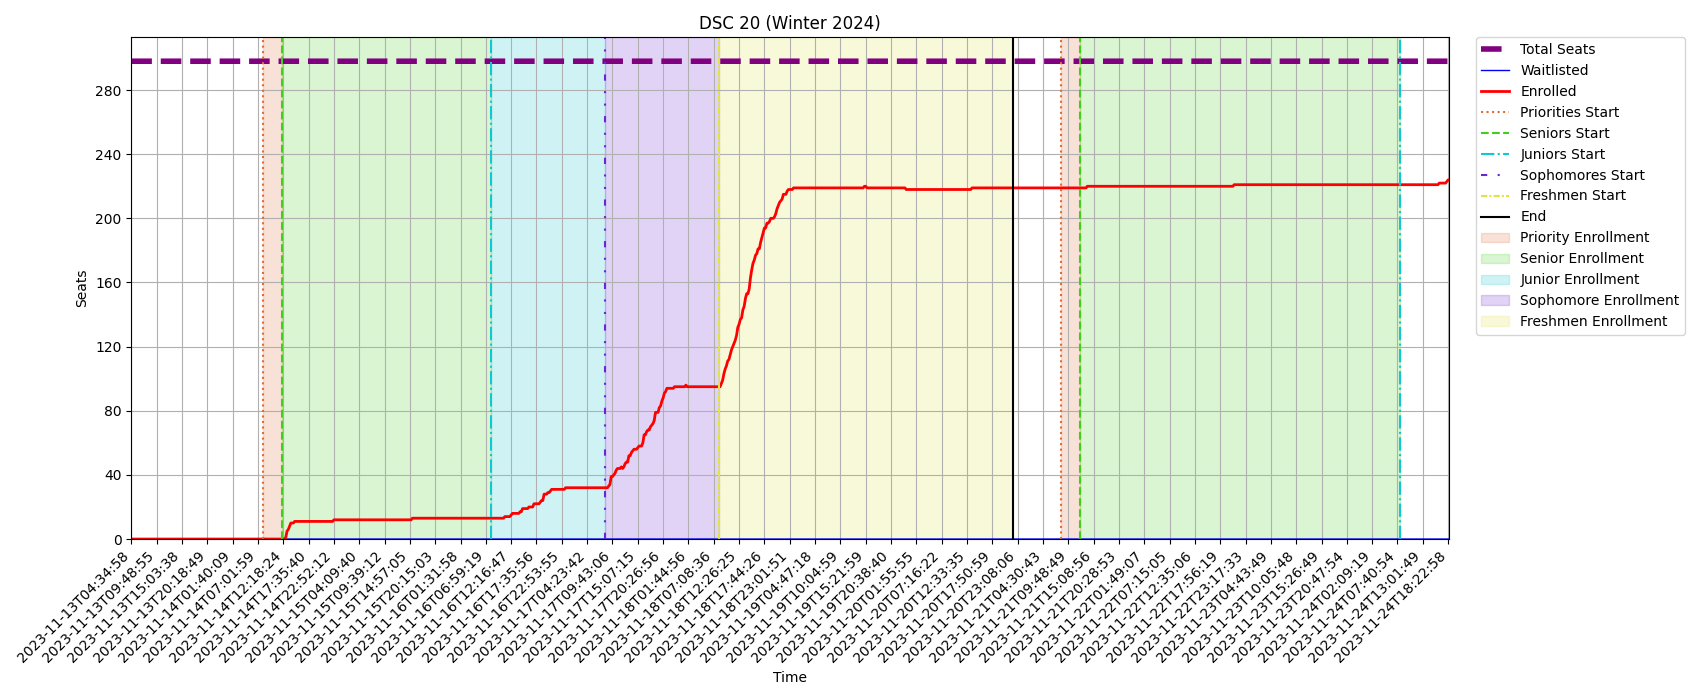 DSC 20 (Winter 2024)
Seats
280
240
200
160
120
80
40
0
2023-11-13T04:34:58
2023-11-13T09:48:55
2023-11-13T15:03:38
2023-11-13T20:18:49
2023-11-14T01:40:09
2023-11-14T07:01:59
2023-11-14T12:18:24
2023-11-14T17:35:40
2023-11-14T22:52:12
2023-11-15T04:09:40
2023-11-15T09:39:12
2023-11-15T14:57:05
2023-11-15T20:15:03
2023-11-16T01:31:58
2023-11-16T06:59:19
2023-11-16T12:16:47
2023-11-16T17:35:56
2023-11-16T22:53:55
2023-11-17T04:23:42
2023-11-17T09:43:06
2023-11-17T15:07:15
2023-11-17T20:26:56
2023-11-18T01:44:56
2023-11-18T07:08:36
2023-11-18T12:26:25
2023-11-18T17:44:26
2023-11-18T23:01:51
2023-11-19T04:47:18
2023-11-19T10:04:59
2023-11-19T15:21:59
2023-11-19T20:38:40
2023-11-20T01:55:55
2023-11-20T07:16:22
2023-11-20T12:33:35
2023-11-20T17:50:59
2023-11-20T23:08:06
2023-11-21T04:30:43
2023-11-21T09:48:49
2023-11-21T15:08:56
2023-11-21T20:28:53
2023-11-22T01:49:07
2023-11-22T07:15:05
2023-11-22T12:35:06
2023-11-22T17:56:19
2023-11-22T23:17:33
2023-11-23T04:43:49
2023-11-23T10:05:48
2023-11-23T15:26:49
2023-11-23T20:47:54
2023-11-24T02:09:19
2023-11-24T07:40:54
2023-11-24T13:01:49
2023-11-24T18:22:58
Time
Total Seats
Waitlisted
Enrolled
Priorities Start
Seniors Start
Juniors Start
Sophomores Start
Freshmen Start
End
Priority Enrollment
Senior Enrollment
Junior Enrollment
Sophomore Enrollment
Freshmen Enrollment